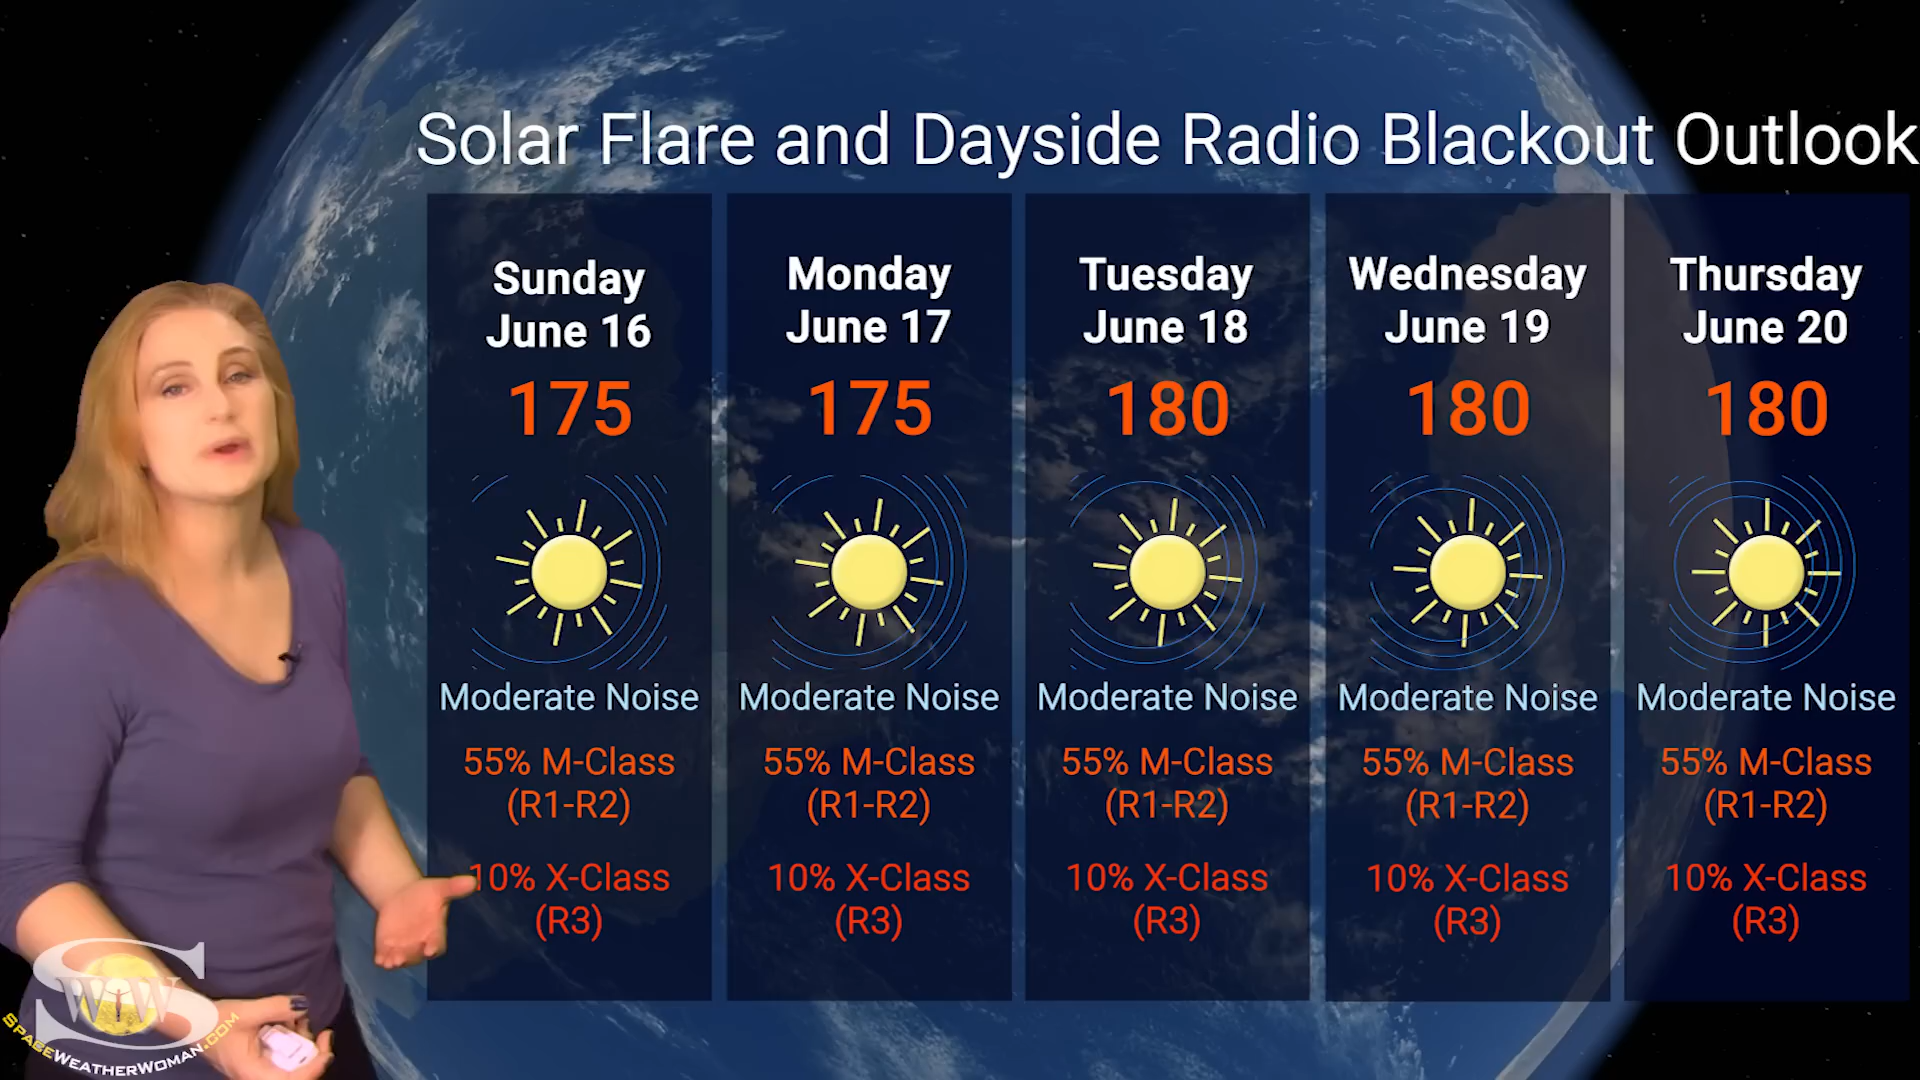 Solar Flare and Dayside Radio Blackout Outlook
Sunday
June 16
175
Moderate Noise
55% M-Class
(R1-R2)
10% X-Class
(R3)
Monday
June 17
175
Moderate Noise
55% M-Class
(R1-R2)
10% X-Class
(R3)
Tuesday
June 18
180
Moderate Noise
55% M-Class
(R1-R2)
10% X-Class
(R3)
Wednesday
June 19
180
Moderate Noise
55% M-Class
(R1-R2)
10% X-Class
(R3)
Thursday
June 20
180
Moderate Noise
55% M-Class
(R1-R2)
10% X-Class
(R3)
SWW
SPACEWEATHERWOMAN.COM